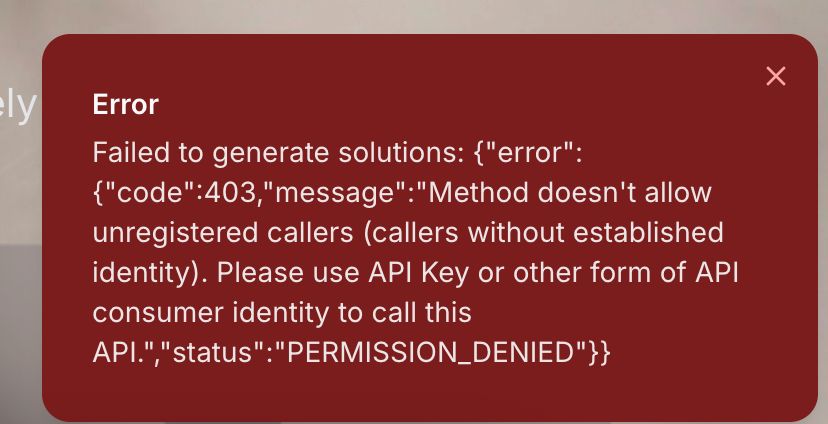 ely
Error
Failed to generate solutions: {"error":
{"code":403,"message":"Method doesn't allow
unregistered callers (callers without established
identity). Please use API Key or other form of API
consumer identity to call this
API.","status":"PERMISSION_DENIED"}}